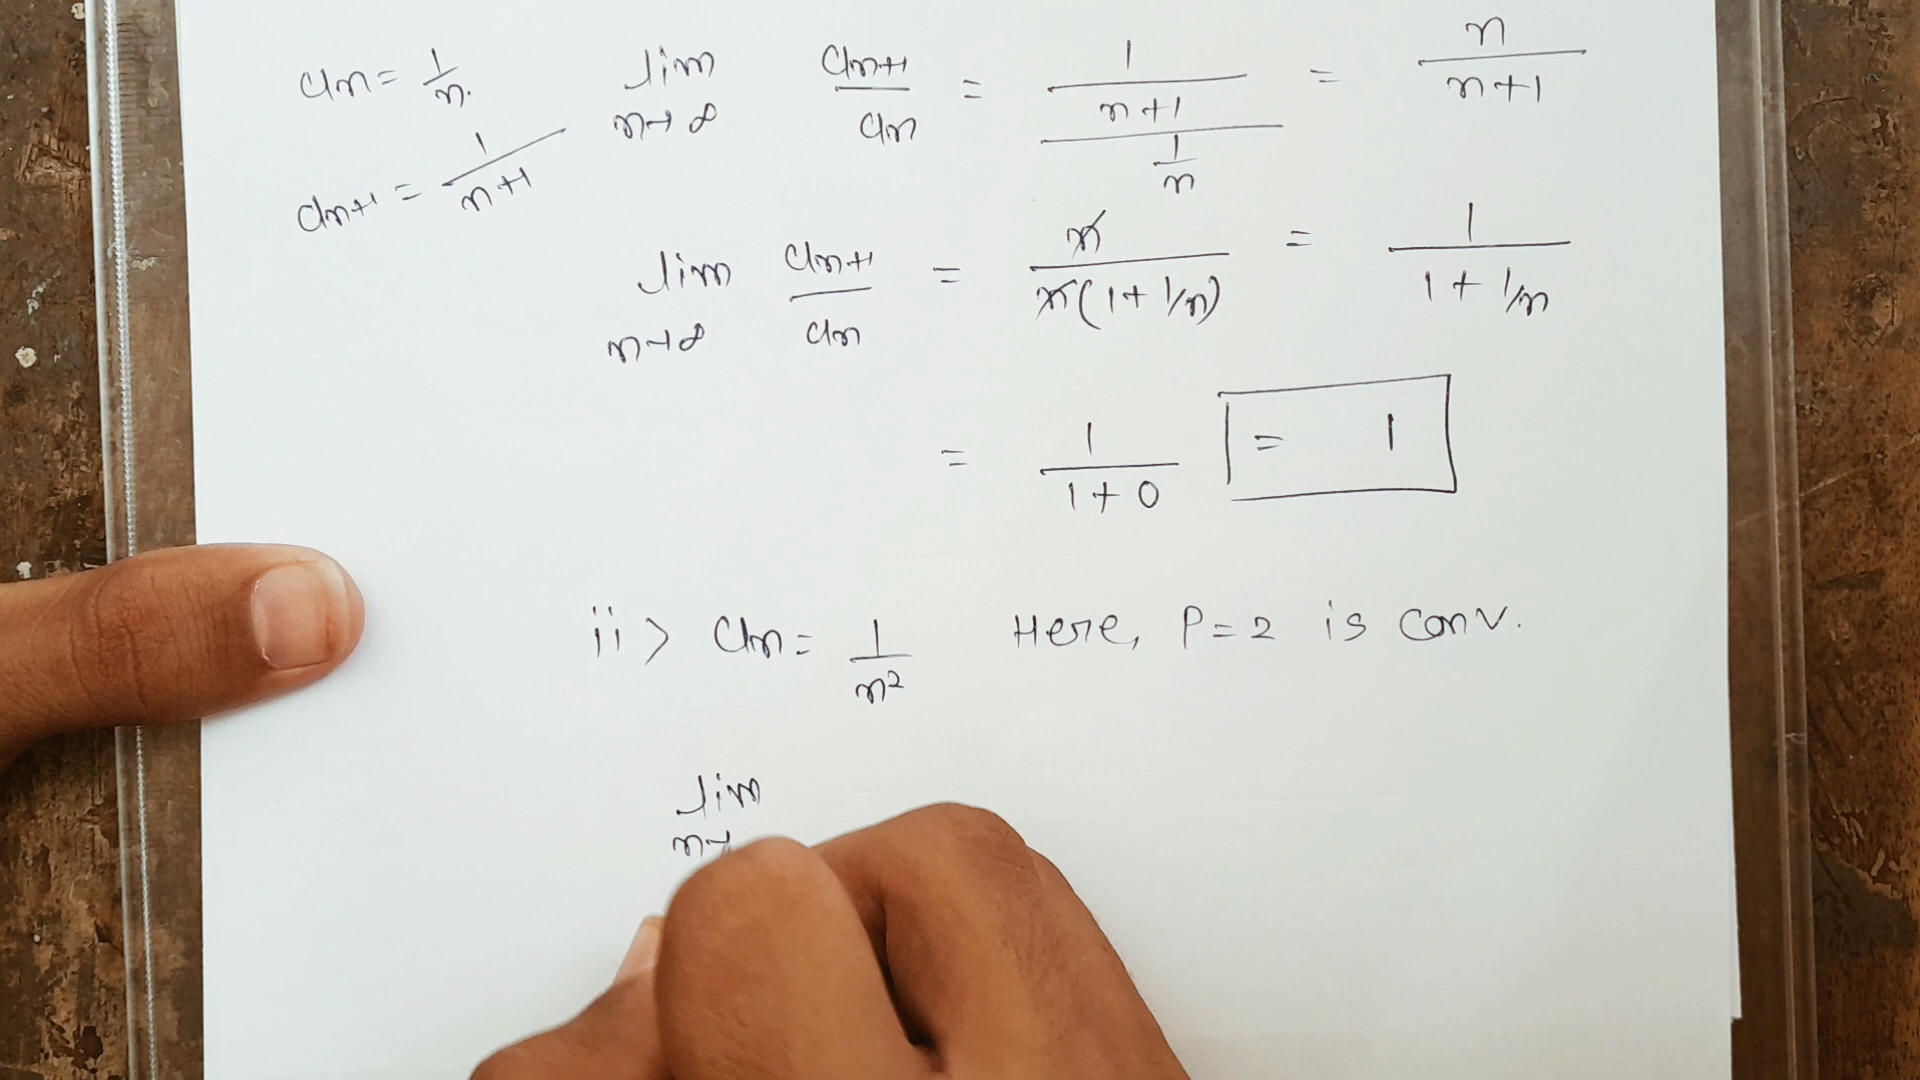 an = 1/n. lim n→∞ an+1/an = (1/(n+1))/(1/n) = n/(n+1)
an+1 = 1/(n+1)
lim n→∞ an+1/an = n/(n(1+1/n)) = 1/(1+1/n)
= 1/(1+0) = 1
ii> an = 1/n² Here, P=2 is conv.
lim
n→